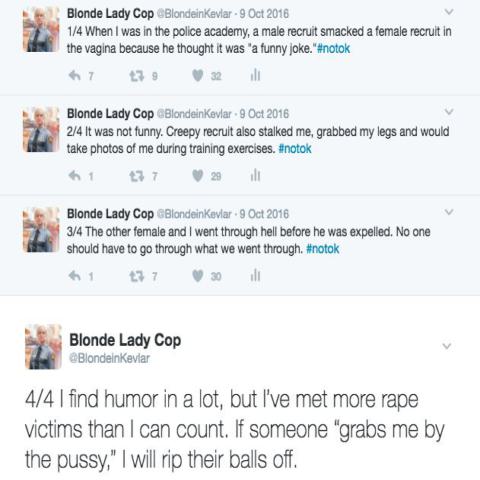 Blonde Lady Cop @BlondeinKevlar · 9 Oct 2016
1/4 When I was in the police academy, a male recruit smacked a female recruit in
the vagina because he thought it was "a funny joke."#notok
7 9 32
Blonde Lady Cop @BlondeinKevlar · 9 Oct 2016
2/4 It was not funny. Creepy recruit also stalked me, grabbed my legs and would
take photos of me during training exercises. #notok
1 7 29
Blonde Lady Cop @BlondeinKevlar · 9 Oct 2016
3/4 The other female and I went through hell before he was expelled. No one
should have to go through what we went through. #notok
1 7 30
Blonde Lady Cop
@BlondeinKevlar
4/4 I find humor in a lot, but I've met more rape
victims than I can count. If someone “grabs me by
the pussy,” I will rip their balls off.